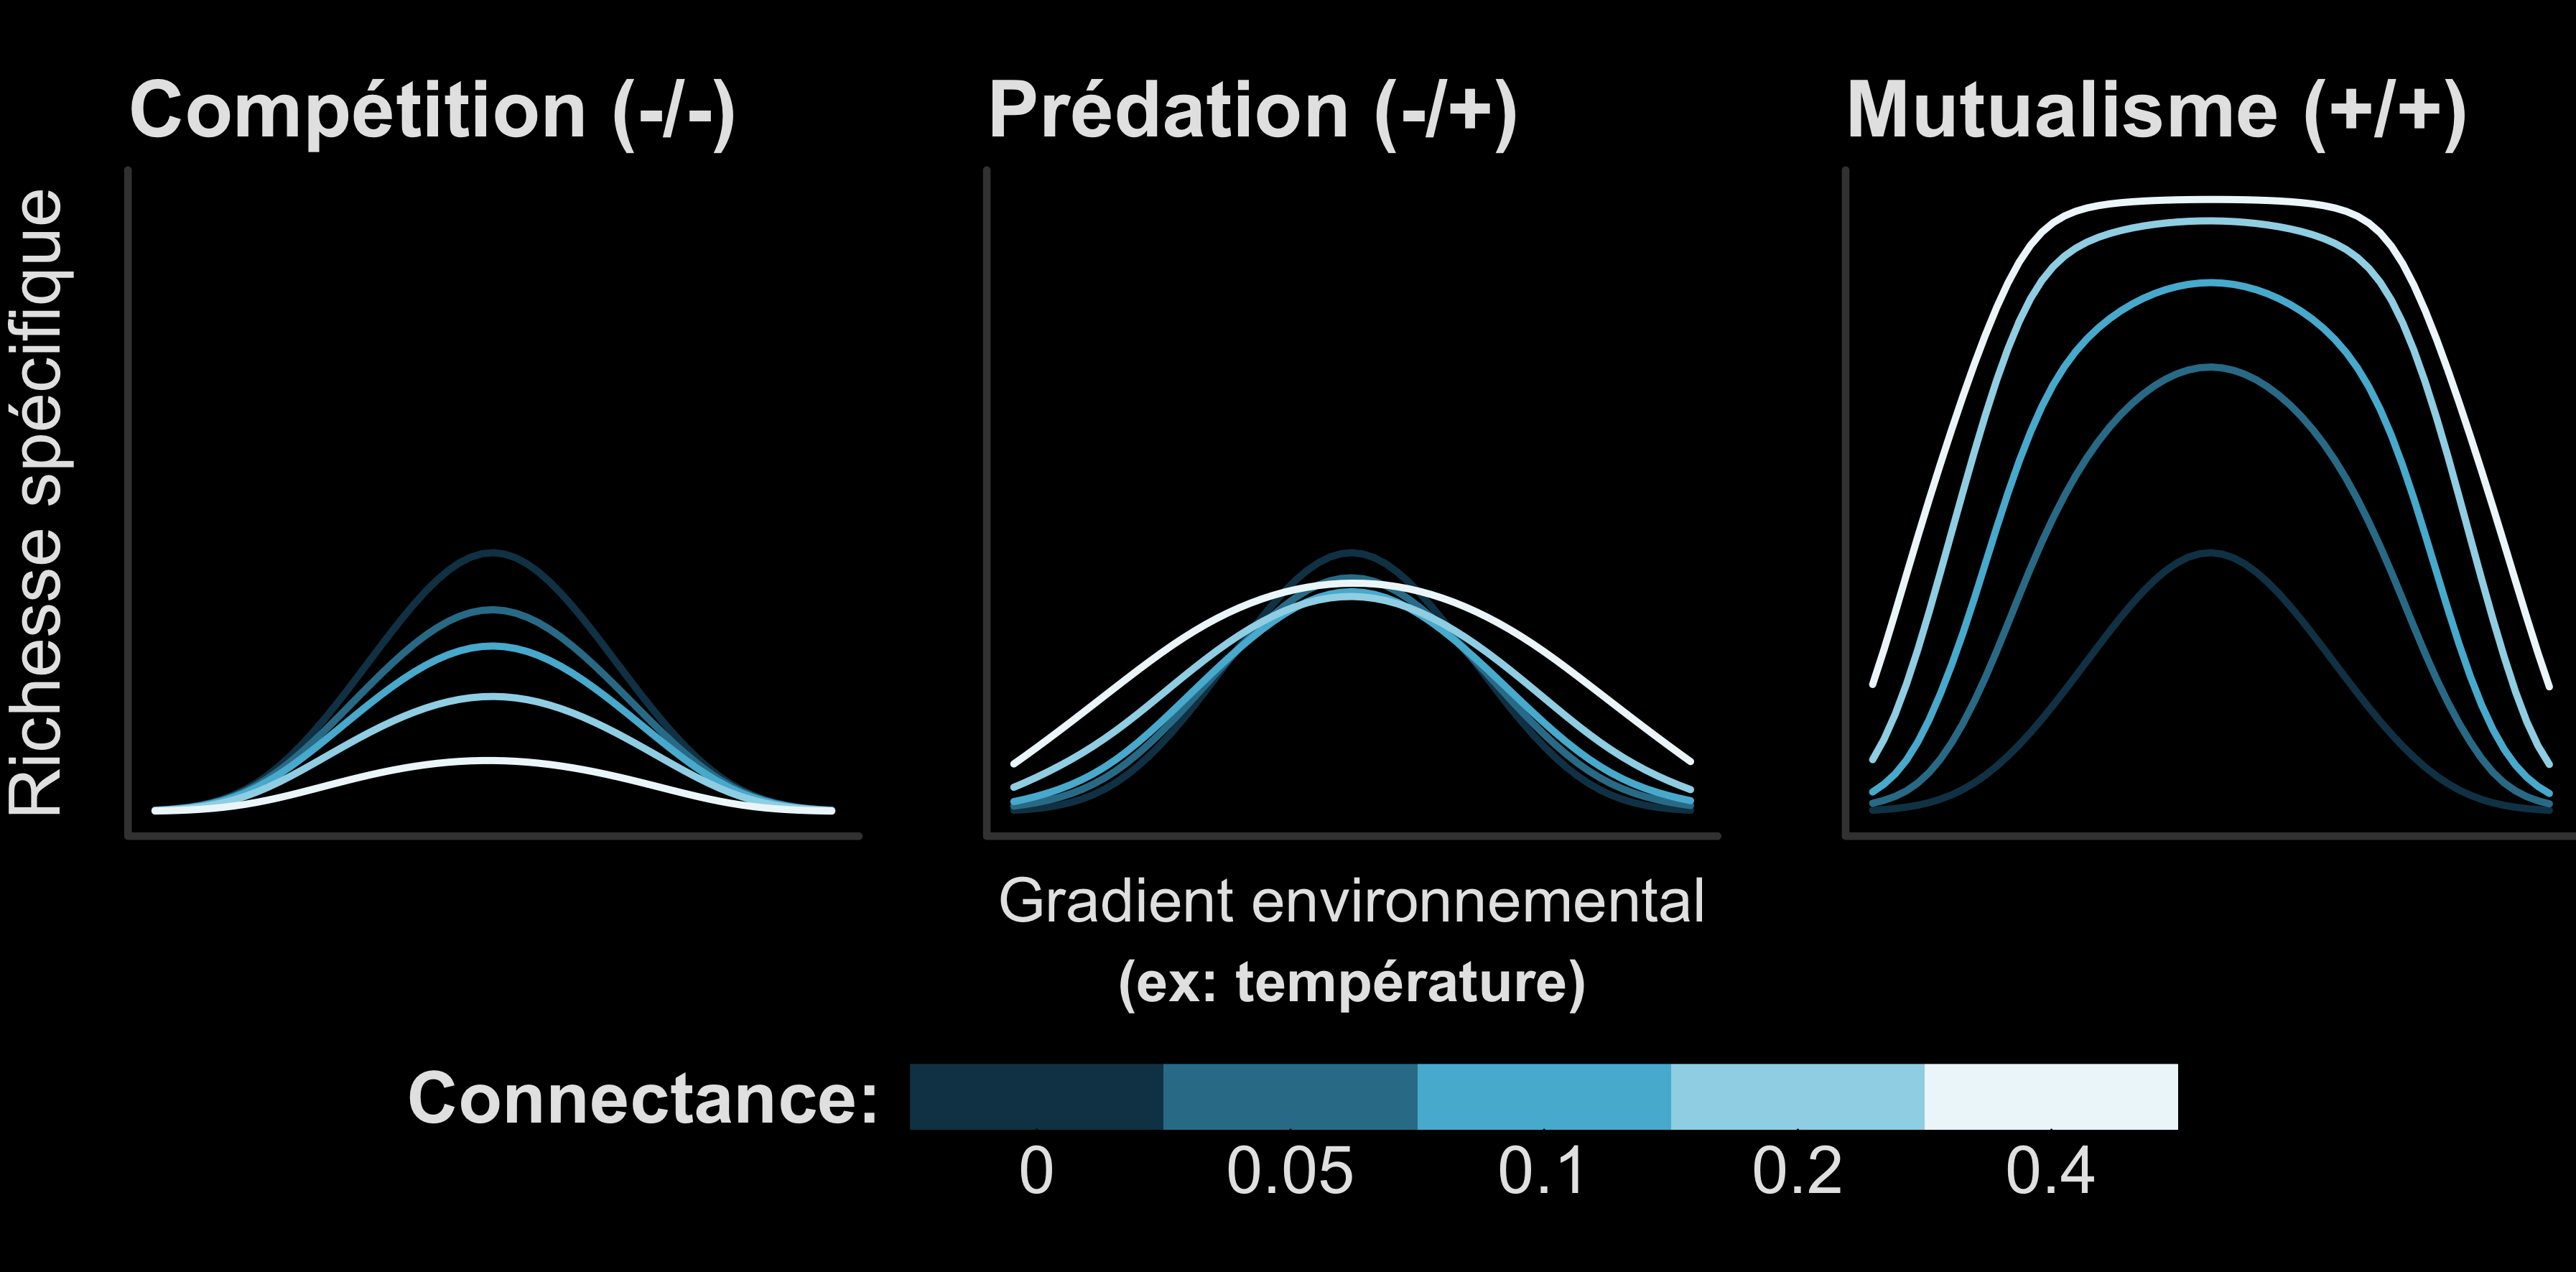 Compétition (-/-)
Prédation (-/+)
Mutualisme (+/+)
Richesse spécifique
Gradient environnemental
(ex: température)
Connectance:
0
0.05
0.1
0.2
0.4